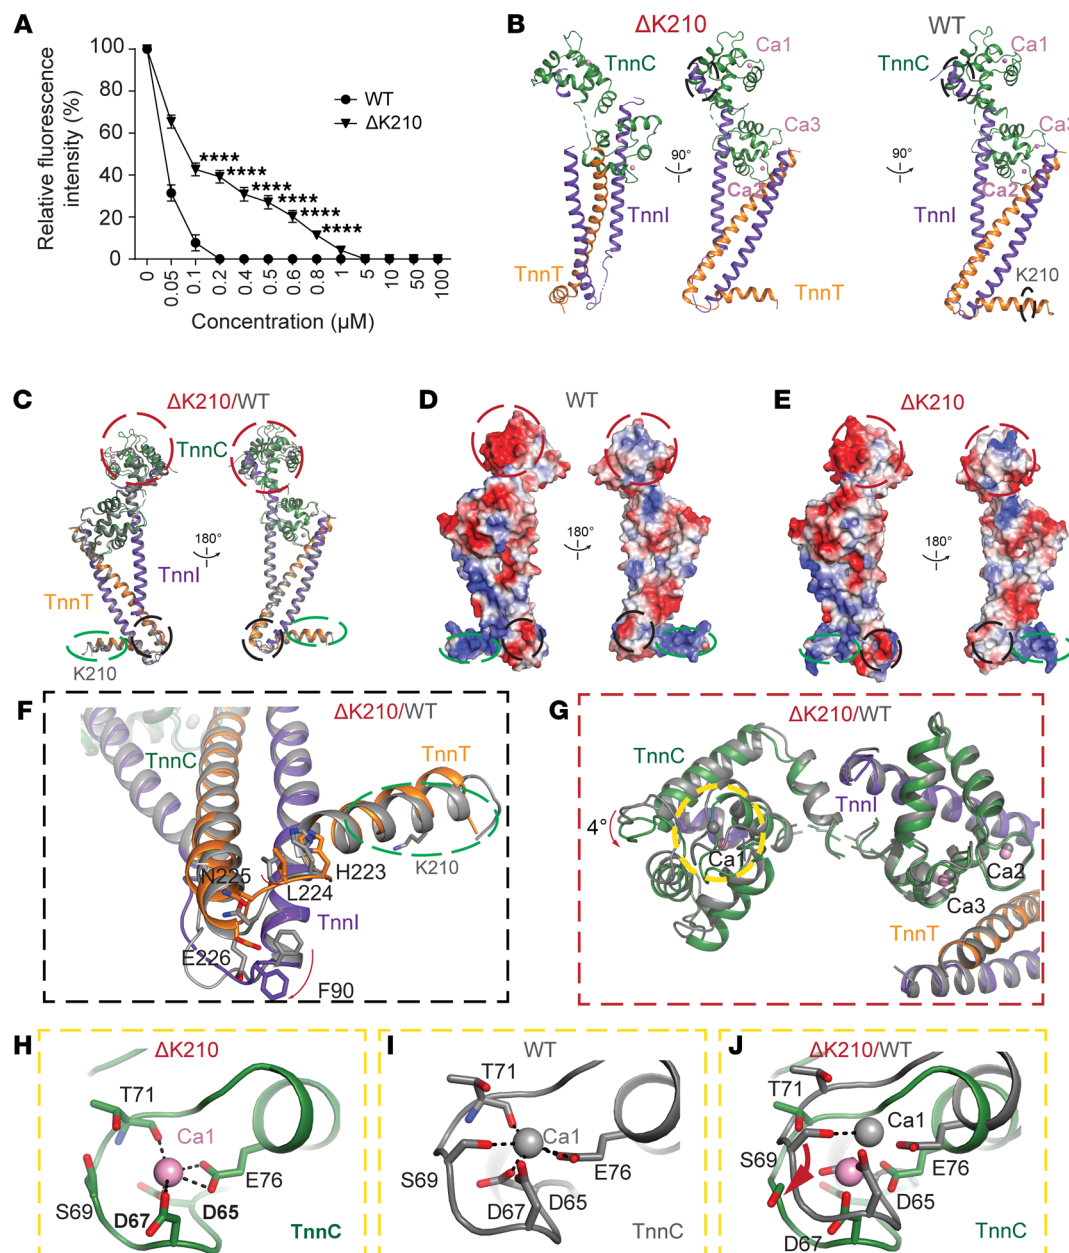 A
Relative fluorescence
intensity (%)
100
80
60
40
20
0
WT
ΔK210
****
****
****
****
****
****
0
0.05
0.1
0.2
0.4
0.5
0.6
0.8
1
5
10
50
100
Concentration (μM)
B
ΔK210
WT
TnnC
Ca1
TnnC
Ca1
Ca3
Ca3
90°
90°
Ca2
Ca2
TnnI
TnnI
TnnT
TnnT
K210
C
ΔK210/WT
TnnC
180°
TnnI
TnnT
K210
D
WT
180°
E
ΔK210
180°
F
ΔK210/WT
TnnC
TnnT
N225
H223
K210
L224
TnnI
E226
F90
G
ΔK210/WT
TnnC
TnnI
4°
Ca1
Ca2
Ca3
TnnT
H
ΔK210
T71
Ca1
E76
S69
D67
D65
TnnC
I
WT
T71
Ca1
E76
S69
D67
D65
TnnC
J
ΔK210/WT
T71
Ca1
S69
E76
D65
D67
TnnC